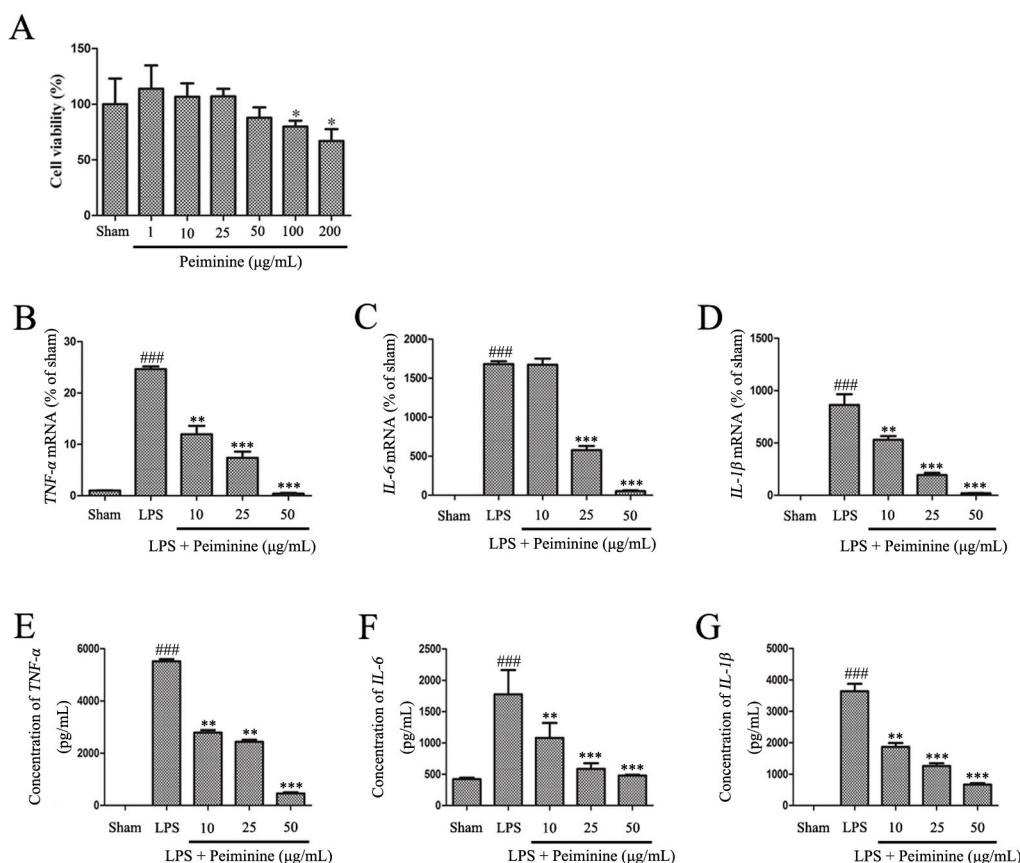 A
Cell viability (%)
150
100
50
0
Sham 1 10 25 50 100 200
* *
Peiminine (μg/mL)
B
TNF-α mRNA (% of sham)
30
20
10
0
###
**
***
***
Sham LPS 10 25 50
LPS + Peiminine (μg/mL)
C
IL-6 mRNA (% of sham)
2000
1500
1000
500
0
###
***
***
Sham LPS 10 25 50
LPS + Peiminine (μg/mL)
D
IL-1β mRNA (% of sham)
1500
1000
500
0
###
**
***
***
Sham LPS 10 25 50
LPS + Peiminine (μg/mL)
E
Concentration of TNF-α
(pg/mL)
6000
4000
2000
0
###
**
**
***
Sham LPS 10 25 50
LPS + Peiminine (μg/mL)
F
Concentration of IL-6
(pg/mL)
2500
2000
1500
1000
500
0
###
**
***
***
Sham LPS 10 25 50
LPS + Peiminine (μg/mL)
G
Concentration of IL-1β
(pg/mL)
5000
4000
3000
2000
1000
0
###
**
***
***
Sham LPS 10 25 50
LPS + Peiminine (μg/mL)